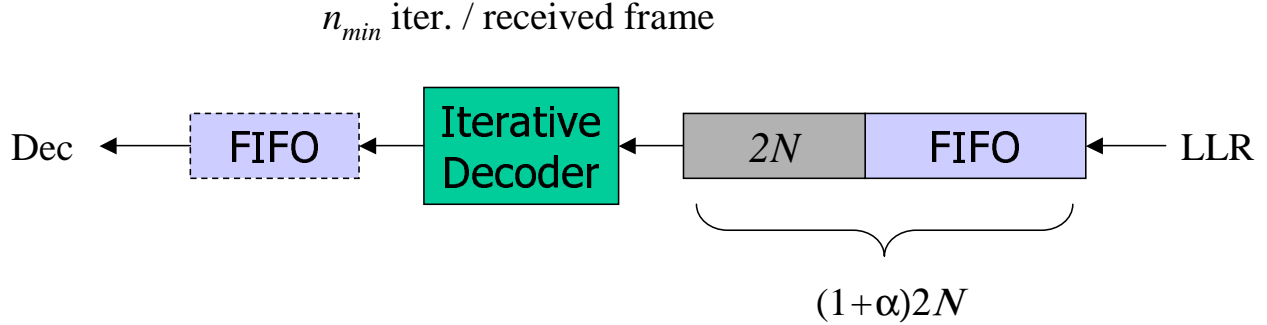 n_min iter. / received frame
Dec
FIFO
Iterative
Decoder
2N
FIFO
LLR
(1+α)2N